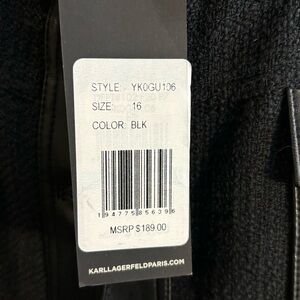 STYLE: YK0GU106
SIZE: 16
COLOR: BLK
194775856396
MSRP $189.00
KARLLAGERFELDPARIS.COM